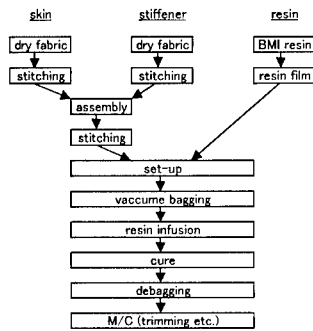 skin stiffener resin
dry fabric dry fabric BMI resin
stitching stitching resin film
assembly
stitching
set-up
vaccume bagging
resin infusion
cure
debagging
M/C (trimming etc.)